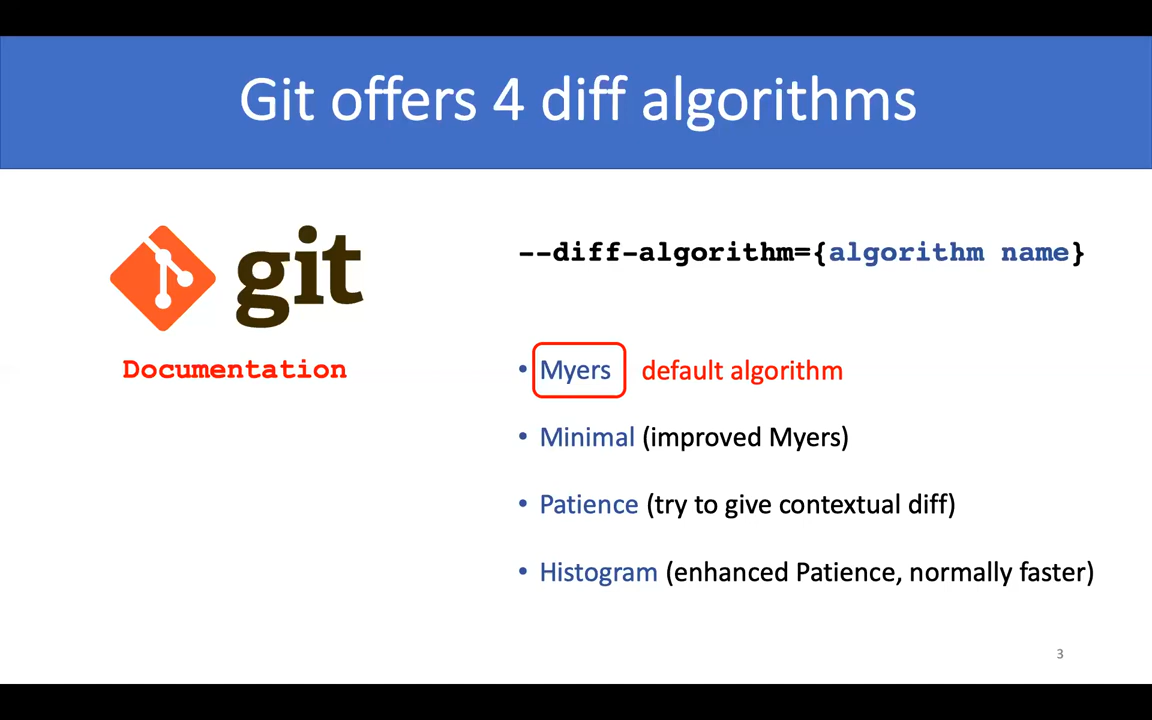 Git offers 4 diff algorithms
git
Documentation
--diff-algorithm={algorithm name}
• Myers default algorithm
• Minimal (improved Myers)
• Patience (try to give contextual diff)
• Histogram (enhanced Patience, normally faster)
3